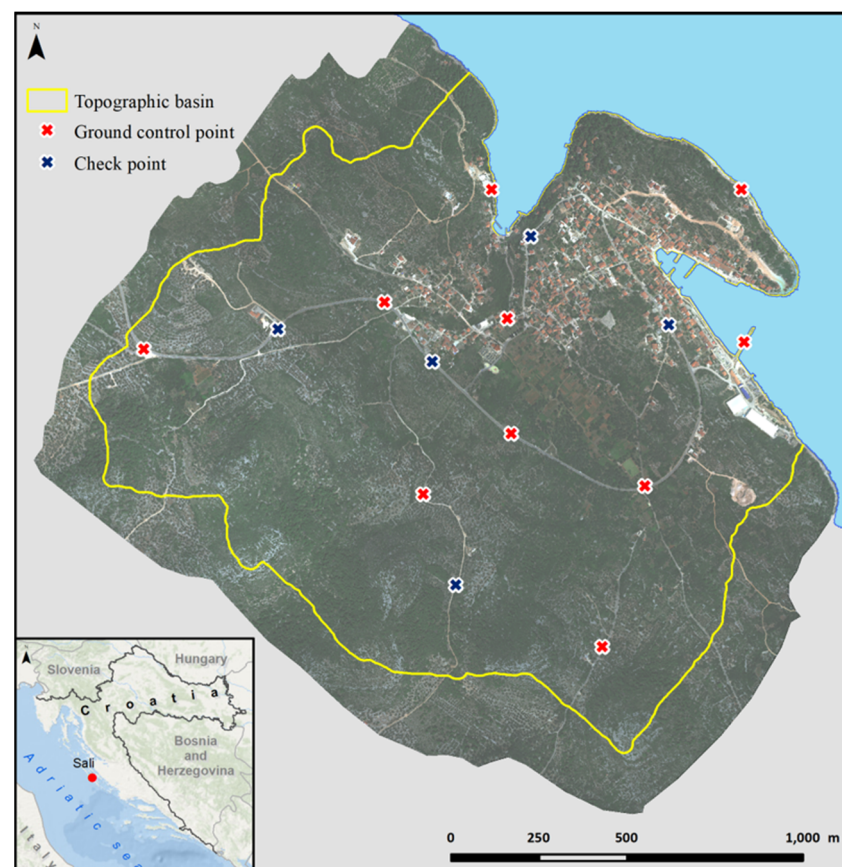 N
Topographic basin
Ground control point
Check point
N
Slovenia
Hungary
Croatia
Bosnia
and
Herzegovina
Sali
Adriatic sea
Italy
0 250 500 1,000 m